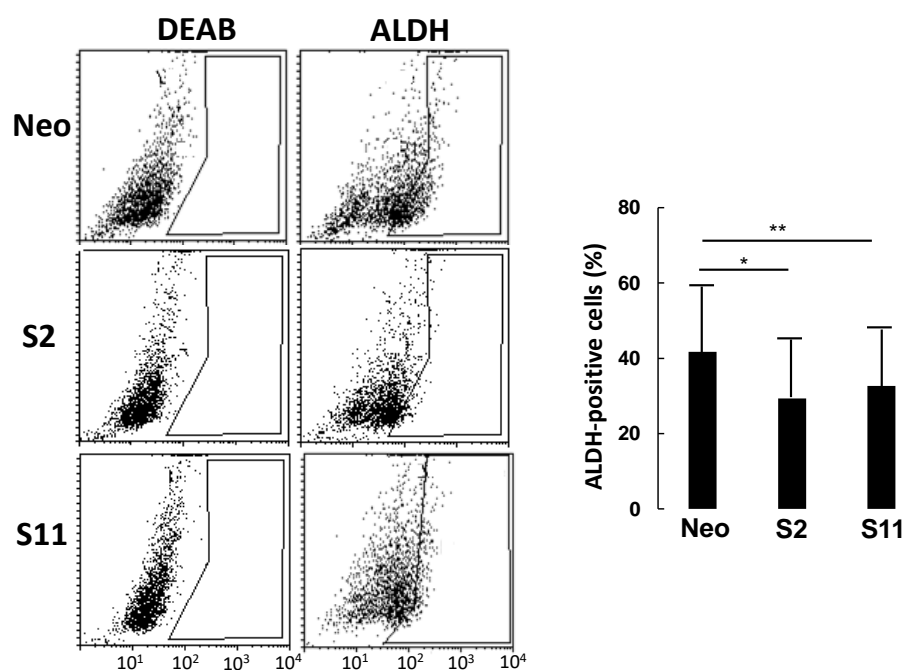 DEAB ALDH
Neo
S2
S11
10¹ 10² 10³ 10⁴ 10¹ 10² 10³ 10⁴
ALDH-positive cells (%)
80
60
40
20
0
**
*
Neo S2 S11